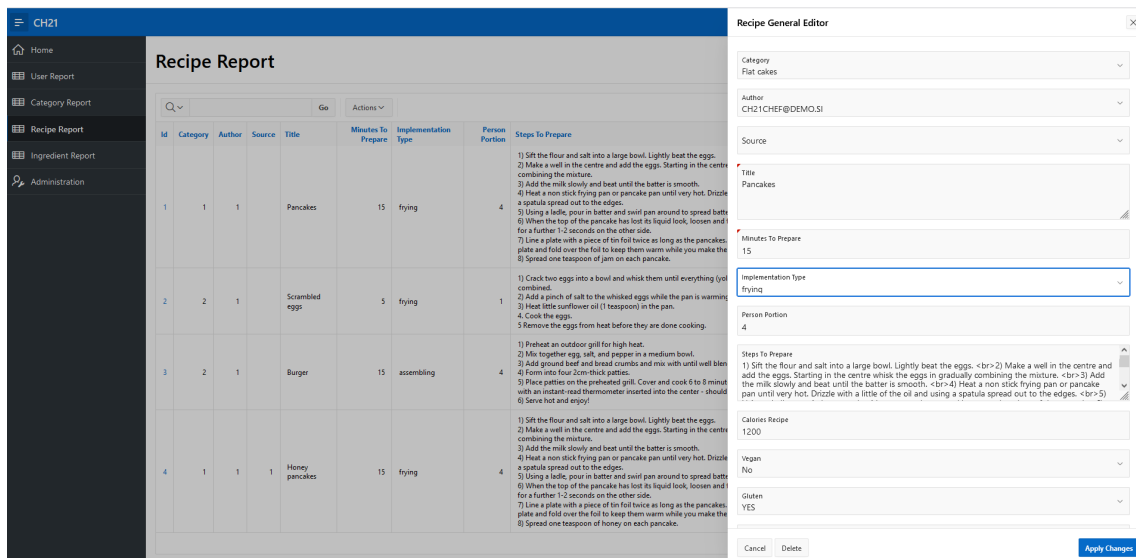 CH21
Home
User Report
Category Report
Recipe Report
Ingredient Report
Administration
Recipe Report
Go
Actions
Id Category Author Source Title Minutes To Prepare Implementation Type Person Portion Steps To Prepare
1 1 1 Pancakes 15 frying 4
1) Sift the flour and salt into a large bowl. Lightly beat the eggs.
2) Make a well in the centre and add the eggs. Starting in the centre
combining the mixture.
3) Add the milk slowly and beat until the batter is smooth.
4) Heat a non stick frying pan or pancake pan until very hot. Drizzle
a spatula spread out to the edges.
5) Using a ladle, pour in batter and swirl pan around to spread batte
6) When the top of the pancake has lost its liquid look, loosen and
for a further 1-2 seconds on the other side.
7) Line a plate with a piece of tin foil twice as long as the pancakes.
plate and fold over the foil to keep them warm while you make the
8) Spread one teaspoon of jam on each pancake.
2 2 1 Scrambled eggs 5 frying 1
1) Crack two eggs into a bowl and whisk them until everything (yol
combined.
2) Add a pinch of salt to the whisked eggs while the pan is warming
3) Heat little sunflower oil (1 teaspoon) in the pan.
4. Cook the eggs.
5 Remove the eggs from heat before they are done cooking.
3 2 1 Burger 15 assembling 4
1) Preheat an outdoor grill for high heat.
2) Mix together egg, salt, and pepper in a medium bowl.
3) Add ground beef and bread crumbs and mix with until well blen
4) Form into four 2cm-thick patties.
5) Place patties on the preheated grill. Cover and cook 6 to 8 minut
with an instant-read thermometer inserted into the center - should
6) Serve hot and enjoy!
4 1 1 1 Honey pancakes 15 frying 4
1) Sift the flour and salt into a large bowl. Lightly beat the eggs.
2) Make a well in the centre and add the eggs. Starting in the centre
combining the mixture.
3) Add the milk slowly and beat until the batter is smooth.
4) Heat a non stick frying pan or pancake pan until very hot. Drizzle
a spatula spread out to the edges.
5) Using a ladle, pour in batter and swirl pan around to spread batte
6) When the top of the pancake has lost its liquid look, loosen and
for a further 1-2 seconds on the other side.
7) Line a plate with a piece of tin foil twice as long as the pancakes.
plate and fold over the foil to keep them warm while you make the
8) Spread one teaspoon of honey on each pancake.
Recipe General Editor
Category
Flat cakes
Author
CH21CHEF@DEMO.SI
Source
Title
Pancakes
Minutes To Prepare
15
Implementation Type
frying
Person Portion
4
Steps To Prepare
1) Sift the flour and salt into a large bowl. Lightly beat the eggs. <br>2) Make a well in the centre and
add the eggs. Starting in the centre whisk the eggs in gradually combining the mixture. <br>3) Add
the milk slowly and beat until the batter is smooth. <br>4) Heat a non stick frying pan or pancake
pan until very hot. Drizzle with a little of the oil and using a spatula spread out to the edges. <br>5)
Calories Recipe
1200
Vegan
No
Gluten
YES
Cancel
Delete
Apply Changes